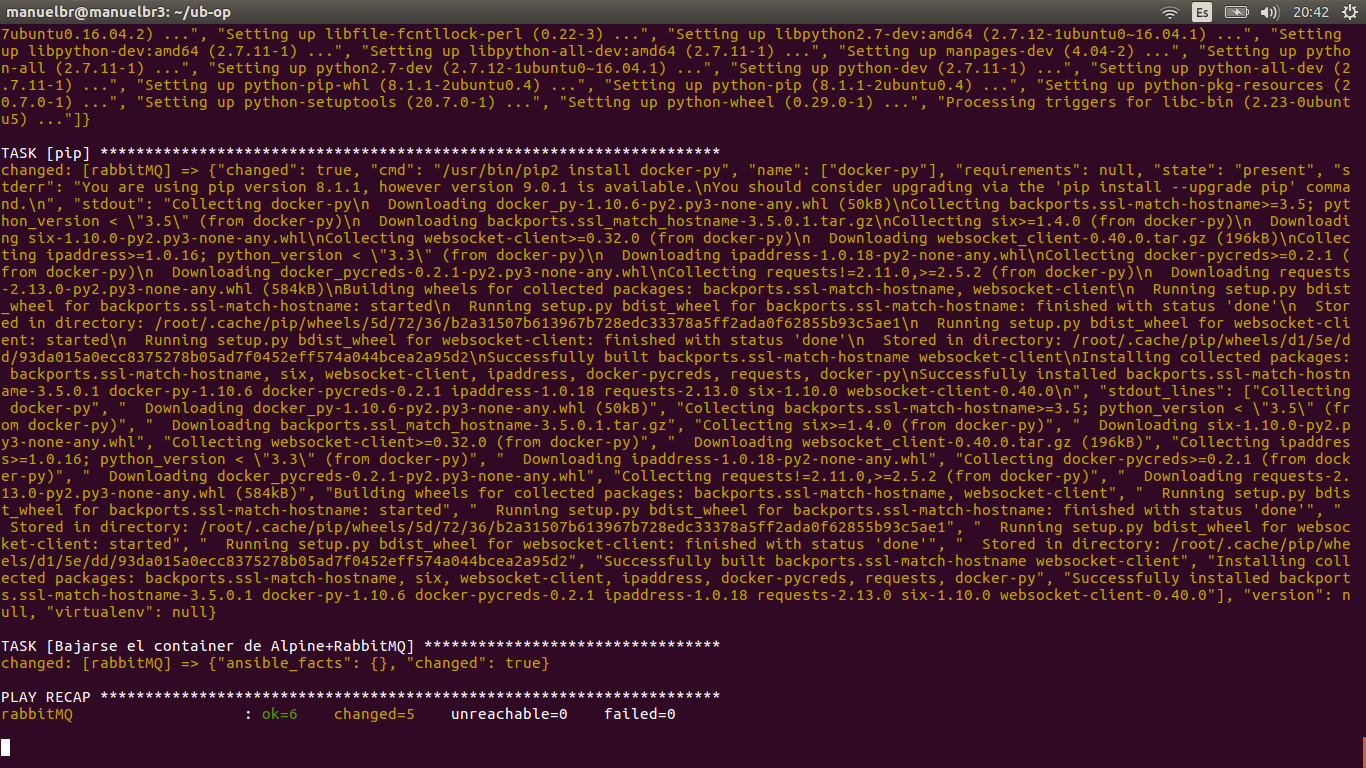 manuelbr@manuelbr3: ~/ub-op
Es
20:42
7ubuntu0.16.04.2) ...", "Setting up libfile-fcntllock-perl (0.22-3) ...", "Setting up libpython2.7-dev:amd64 (2.7.12-1ubuntu0~16.04.1) ...", "Setting
up libpython-dev:amd64 (2.7.11-1) ...", "Setting up libpython-all-dev:amd64 (2.7.11-1) ...", "Setting up manpages-dev (4.04-2) ...", "Setting up pytho
n-all (2.7.11-1) ...", "Setting up python2.7-dev (2.7.12-1ubuntu0~16.04.1) ...", "Setting up python-dev (2.7.11-1) ...", "Setting up python-all-dev (2
.7.11-1) ...", "Setting up python-pip-whl (8.1.1-2ubuntu0.4) ...", "Setting up python-pip (8.1.1-2ubuntu0.4) ...", "Setting up python-pkg-resources (2
0.7.0-1) ...", "Setting up python-setuptools (20.7.0-1) ...", "Setting up python-wheel (0.29.0-1) ...", "Processing triggers for libc-bin (2.23-0ubunt
u5) ..."]}
TASK [pip] *********************************************************************
changed: [rabbitMQ] => {"changed": true, "cmd": "/usr/bin/pip2 install docker-py", "name": ["docker-py"], "requirements": null, "state": "present", "s
tderr": "You are using pip version 8.1.1, however version 9.0.1 is available.\nYou should consider upgrading via the 'pip install --upgrade pip' comma
nd.\n", "stdout": "Collecting docker-py\n  Downloading docker_py-1.10.6-py2.py3-none-any.whl (50kB)\nCollecting backports.ssl-match-hostname>=3.5; pyt
hon_version < \"3.5\" (from docker-py)\n  Downloading backports.ssl_match_hostname-3.5.0.1.tar.gz\nCollecting six>=1.4.0 (from docker-py)\n  Downloadi
ng six-1.10.0-py2.py3-none-any.whl\nCollecting websocket-client>=0.32.0 (from docker-py)\n  Downloading websocket_client-0.40.0.tar.gz (196kB)\nCollec
ting ipaddress>=1.0.16; python_version < \"3.3\" (from docker-py)\n  Downloading ipaddress-1.0.18-py2-none-any.whl\nCollecting docker-pycreds>=0.2.1 (
from docker-py)\n  Downloading docker_pycreds-0.2.1-py2.py3-none-any.whl\nCollecting requests!=2.11.0,>=2.5.2 (from docker-py)\n  Downloading requests
-2.13.0-py2.py3-none-any.whl (584kB)\nBuilding wheels for collected packages: backports.ssl-match-hostname, websocket-client\n  Running setup.py bdist
_wheel for backports.ssl-match-hostname: started\n  Running setup.py bdist_wheel for backports.ssl-match-hostname: finished with status 'done'\n  Stor
ed in directory: /root/.cache/pip/wheels/5d/72/36/b2a31507b613967b728edc33378a5ff2ada0f62855b93c5ae1\n  Running setup.py bdist_wheel for websocket-cli
ent: started\n  Running setup.py bdist_wheel for websocket-client: finished with status 'done'\n  Stored in directory: /root/.cache/pip/wheels/d1/5e/d
d/93da015a0ecc8375278b05ad7f0452eff574a044bcea2a95d2\nSuccessfully built backports.ssl-match-hostname websocket-client\nInstalling collected packages:
 backports.ssl-match-hostname, six, websocket-client, ipaddress, docker-pycreds, requests, docker-py\nSuccessfully installed backports.ssl-match-hostn
ame-3.5.0.1 docker-py-1.10.6 docker-pycreds-0.2.1 ipaddress-1.0.18 requests-2.13.0 six-1.10.0 websocket-client-0.40.0\n", "stdout_lines": ["Collecting
 docker-py", "  Downloading docker_py-1.10.6-py2.py3-none-any.whl (50kB)", "Collecting backports.ssl-match-hostname>=3.5; python_version < \"3.5\" (fr
om docker-py)", "  Downloading backports.ssl_match_hostname-3.5.0.1.tar.gz", "Collecting six>=1.4.0 (from docker-py)", "  Downloading six-1.10.0-py2.p
y3-none-any.whl", "Collecting websocket-client>=0.32.0 (from docker-py)", "  Downloading websocket_client-0.40.0.tar.gz (196kB)", "Collecting ipaddres
s>=1.0.16; python_version < \"3.3\" (from docker-py)", "  Downloading ipaddress-1.0.18-py2-none-any.whl", "Collecting docker-pycreds>=0.2.1 (from dock
er-py)", "  Downloading docker_pycreds-0.2.1-py2.py3-none-any.whl", "Collecting requests!=2.11.0,>=2.5.2 (from docker-py)", "  Downloading requests-2.
13.0-py2.py3-none-any.whl (584kB)", "Building wheels for collected packages: backports.ssl-match-hostname, websocket-client", "  Running setup.py bdis
t_wheel for backports.ssl-match-hostname: started", "  Running setup.py bdist_wheel for backports.ssl-match-hostname: finished with status 'done'", "
 Stored in directory: /root/.cache/pip/wheels/5d/72/36/b2a31507b613967b728edc33378a5ff2ada0f62855b93c5ae1", "  Running setup.py bdist_wheel for websoc
ket-client: started", "  Running setup.py bdist_wheel for websocket-client: finished with status 'done'", "  Stored in directory: /root/.cache/pip/whe
els/d1/5e/dd/93da015a0ecc8375278b05ad7f0452eff574a044bcea2a95d2", "Successfully built backports.ssl-match-hostname websocket-client", "Installing coll
ected packages: backports.ssl-match-hostname, six, websocket-client, ipaddress, docker-pycreds, requests, docker-py", "Successfully installed backport
s.ssl-match-hostname-3.5.0.1 docker-py-1.10.6 docker-pycreds-0.2.1 ipaddress-1.0.18 requests-2.13.0 six-1.10.0 websocket-client-0.40.0"], "version": n
ull, "virtualenv": null}
TASK [Bajarse el container de Alpine+RabbitMQ] *********************************
changed: [rabbitMQ] => {"ansible_facts": {}, "changed": true}
PLAY RECAP *********************************************************************
rabbitMQ                   : ok=6    changed=5    unreachable=0    failed=0